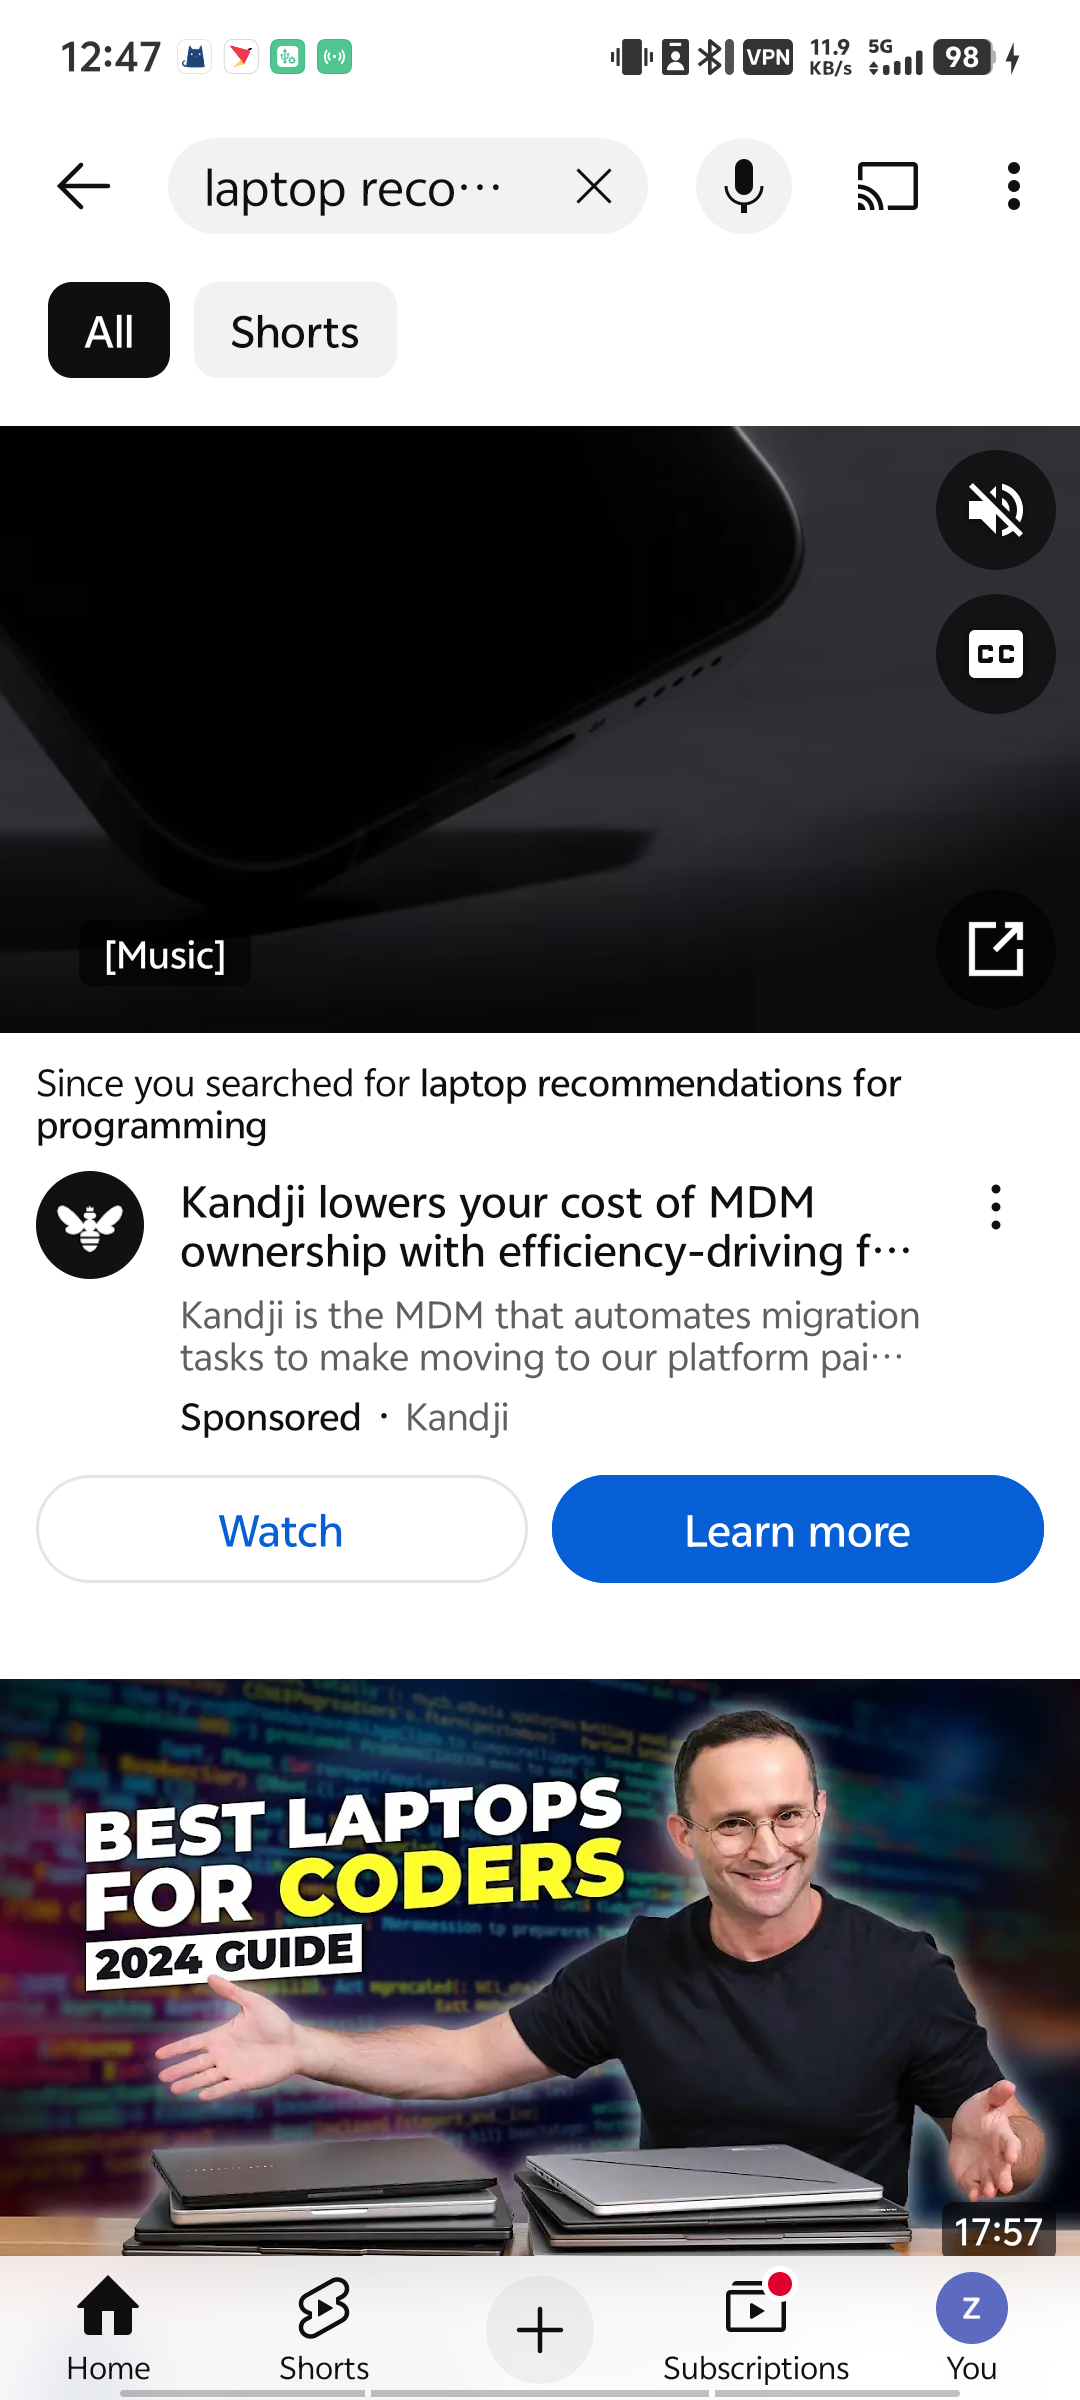 12:47
VPN
11.9
KB/s
5G
98
laptop reco···
All
Shorts
CC
[Music]
Since you searched for laptop recommendations for
programming
Kandji lowers your cost of MDM
ownership with efficiency-driving f···
Kandji is the MDM that automates migration
tasks to make moving to our platform pai···
Sponsored · Kandji
Watch
Learn more
BEST LAPTOPS
FOR CODERS
2024 GUIDE
17:57
Home
Shorts
Subscriptions
Z
You